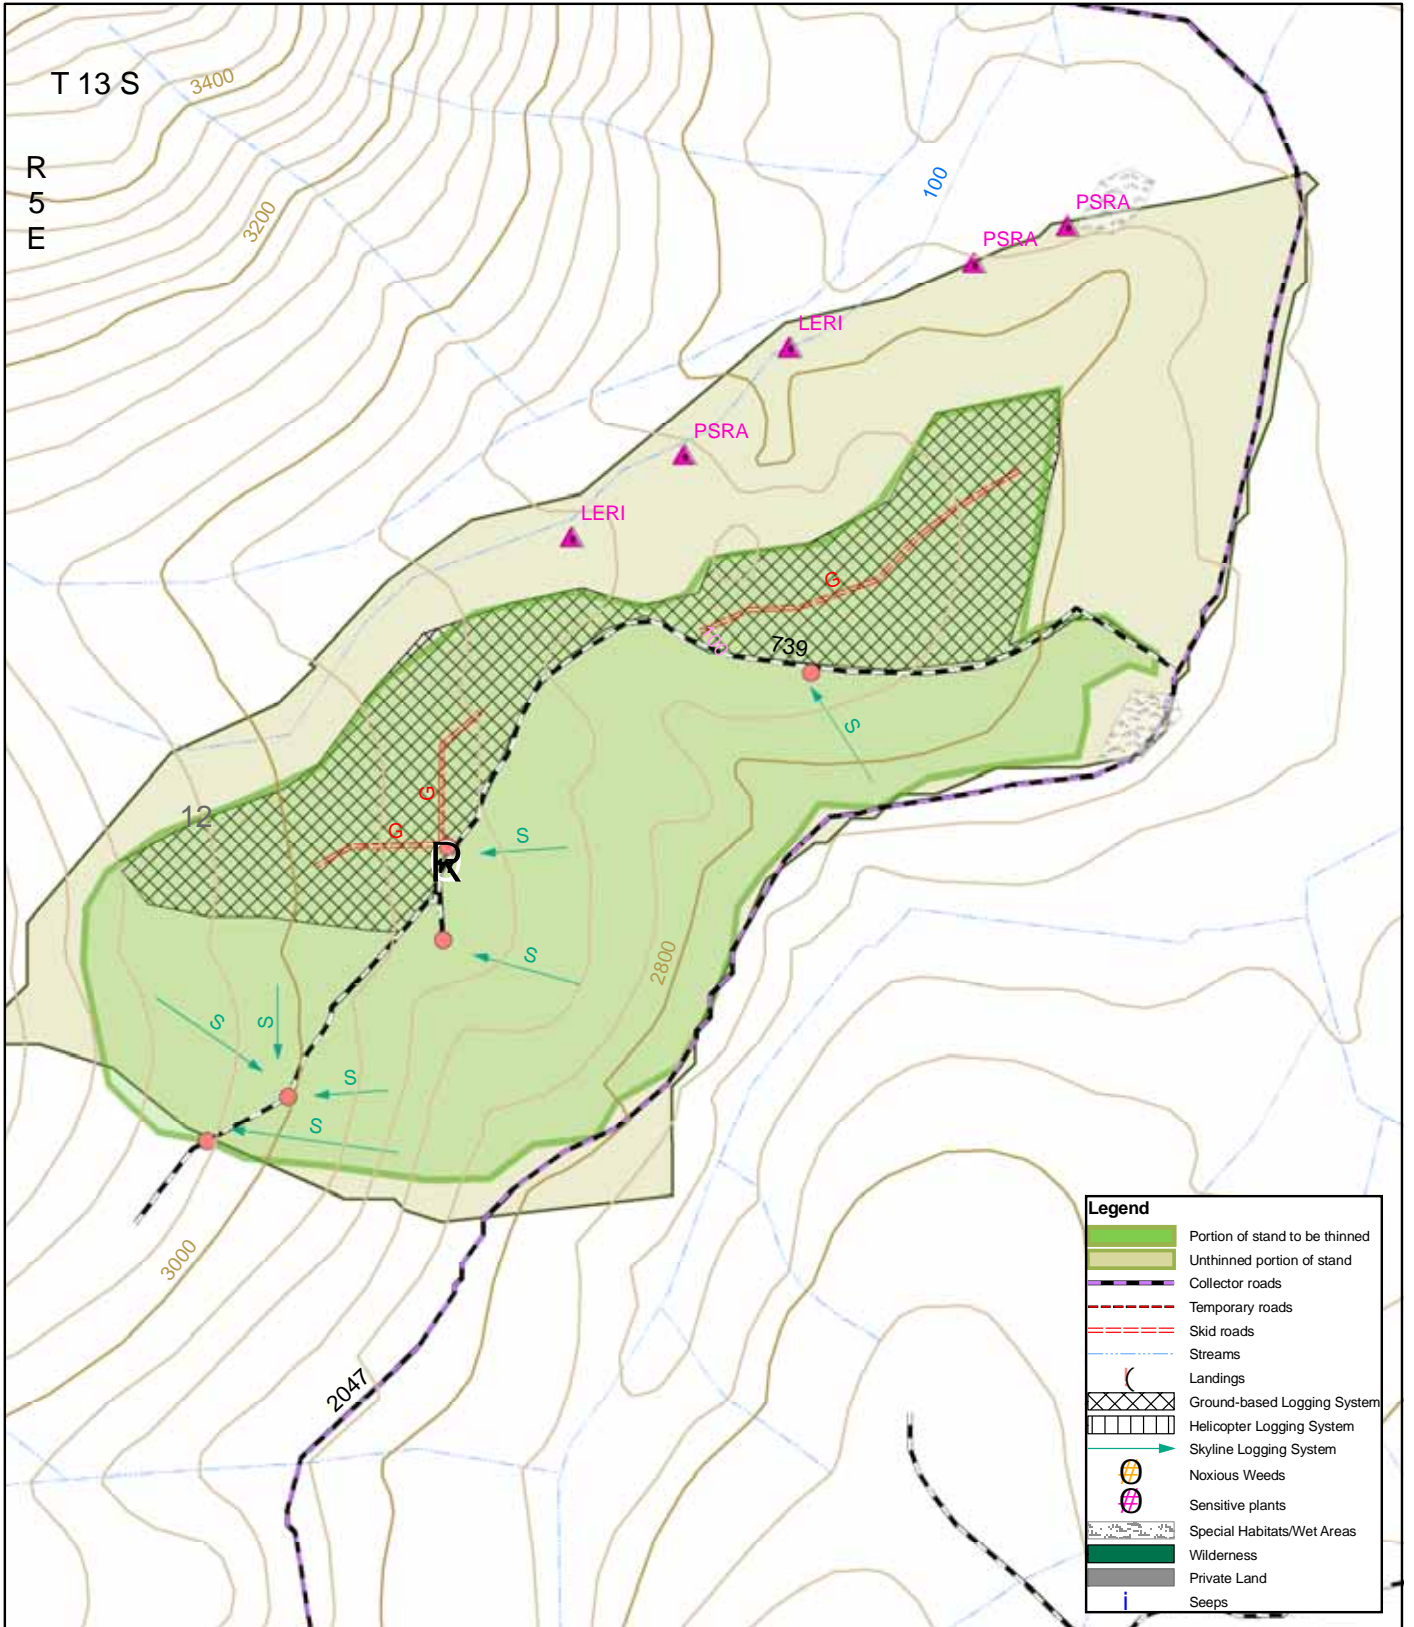 T 13 S
R
5
E
3400
3200
100
PSRA
PSRA
LERI
PSRA
LERI
G
739
S
12
G
G
S
R
S
2800
S
S
S
S
3000
2047
Legend
Portion of stand to be thinned
Unthinned portion of stand
Collector roads
Temporary roads
Skid roads
Streams
Landings
Ground-based Logging System
Helicopter Logging System
Skyline Logging System
Noxious Weeds
Sensitive plants
Special Habitats/Wet Areas
Wilderness
Private Land
i Seeps